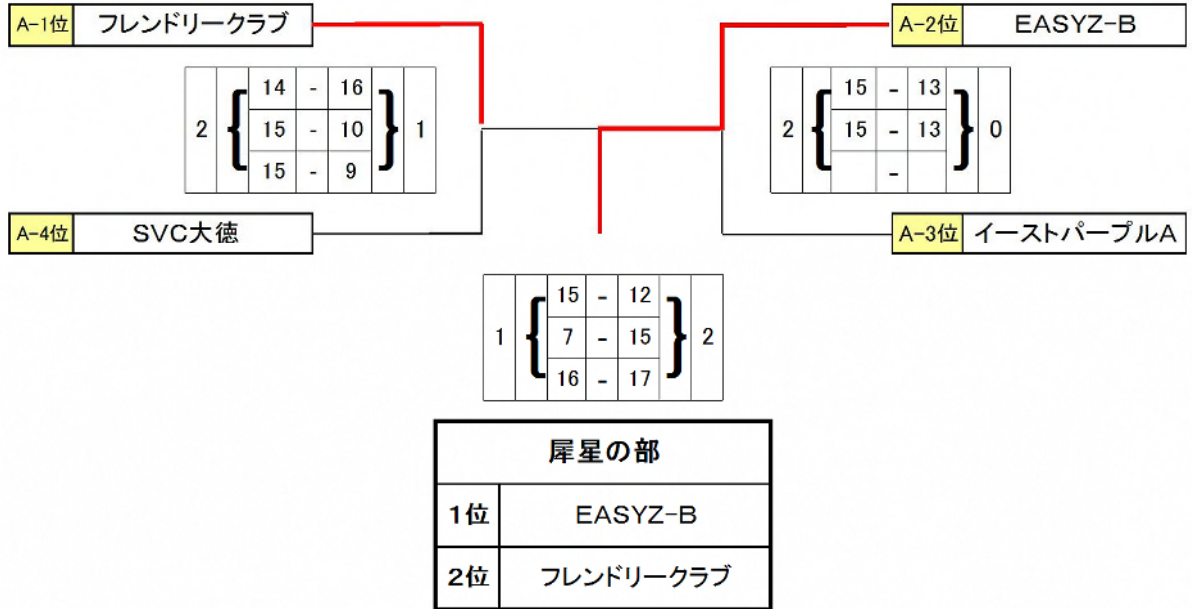 A-1位 フレンドリークラブ
A-2位 EASYZ-B
14 - 16
2 { 15 - 10 } 1
15 - 9
15 - 13
2 { 15 - 13 } 0
-
A-4位 SVC大徳
A-3位 イーストパープルA
15 - 12
1 { 7 - 15 } 2
16 - 17
犀星の部
1位 EASYZ-B
2位 フレンドリークラブ